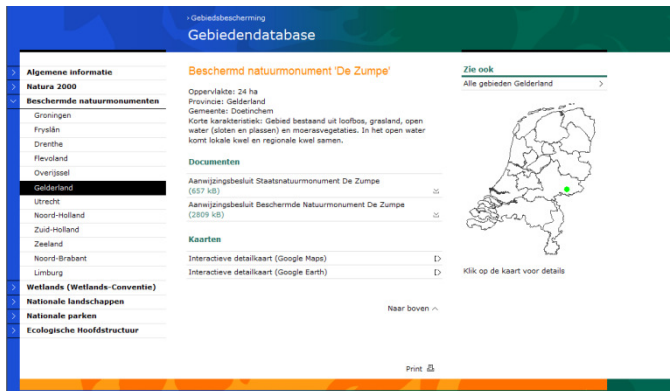 › Gebiedsbescherming
Gebiedendatabase
Algemene informatie
Natura 2000
Beschermde natuurmonumenten
Groningen
Fryslân
Drenthe
Flevoland
Overijssel
Gelderland
Utrecht
Noord-Holland
Zuid-Holland
Zeeland
Noord-Brabant
Limburg
Wetlands (Wetlands-Conventie)
Nationale landschappen
Nationale parken
Ecologische Hoofdstructuur
Beschermd natuurmonument 'De Zumpe'
Oppervlakte: 24 ha
Provincie: Gelderland
Gemeente: Doetinchem
Korte karakteristiek: Gebied bestaand uit loofbos, grasland, open
water (sloten en plassen) en moerasvegetaties. In het open water
komt lokale kwel en regionale kwel samen.
Documenten
Aanwijzingsbesluit Staatsnatuurmonument De Zumpe
(657 kB)
Aanwijzingsbesluit Beschermde Natuurmonument De Zumpe
(2809 kB)
Kaarten
Interactieve detailkaart (Google Maps)
Interactieve detailkaart (Google Earth)
Naar boven
Print
Zie ook
Alle gebieden Gelderland
Klik op de kaart voor details